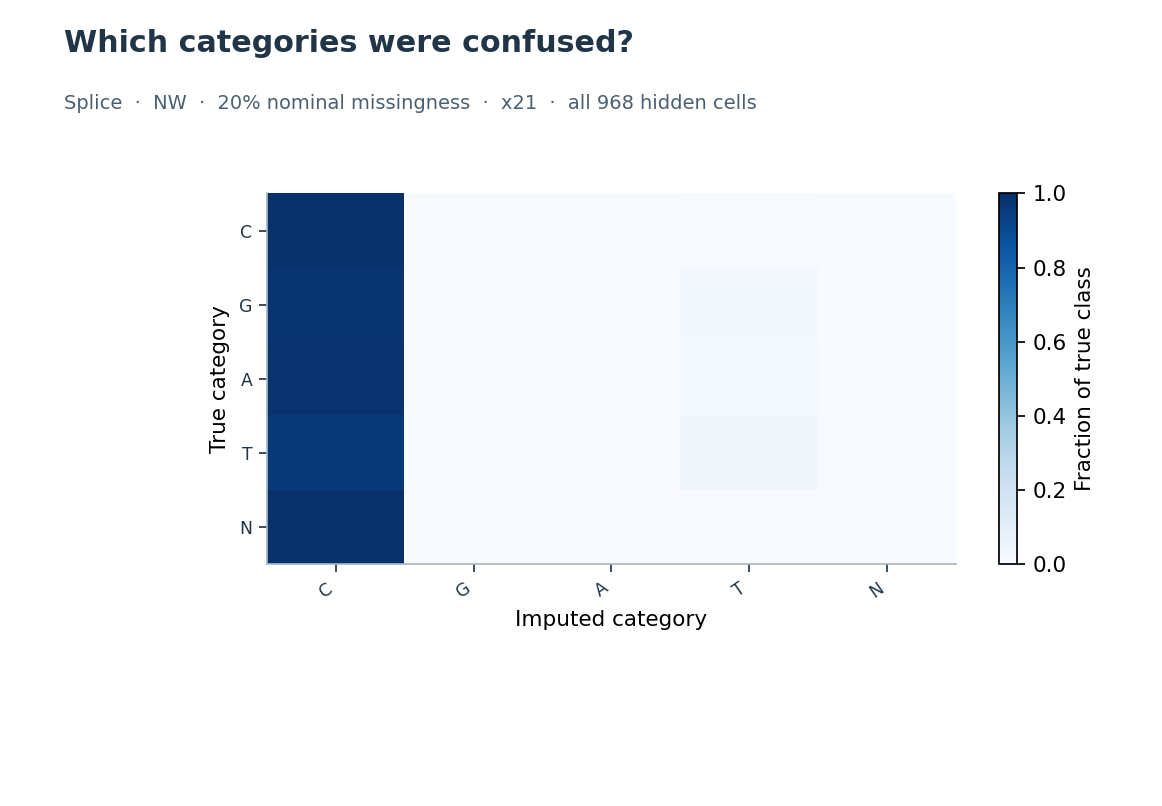 Which categories were confused?
Splice · NW · 20% nominal missingness · x21 · all 968 hidden cells
True category
C
G
A
T
N
C G A T N
Imputed category
1.0
0.8
0.6
0.4
0.2
0.0
Fraction of true class